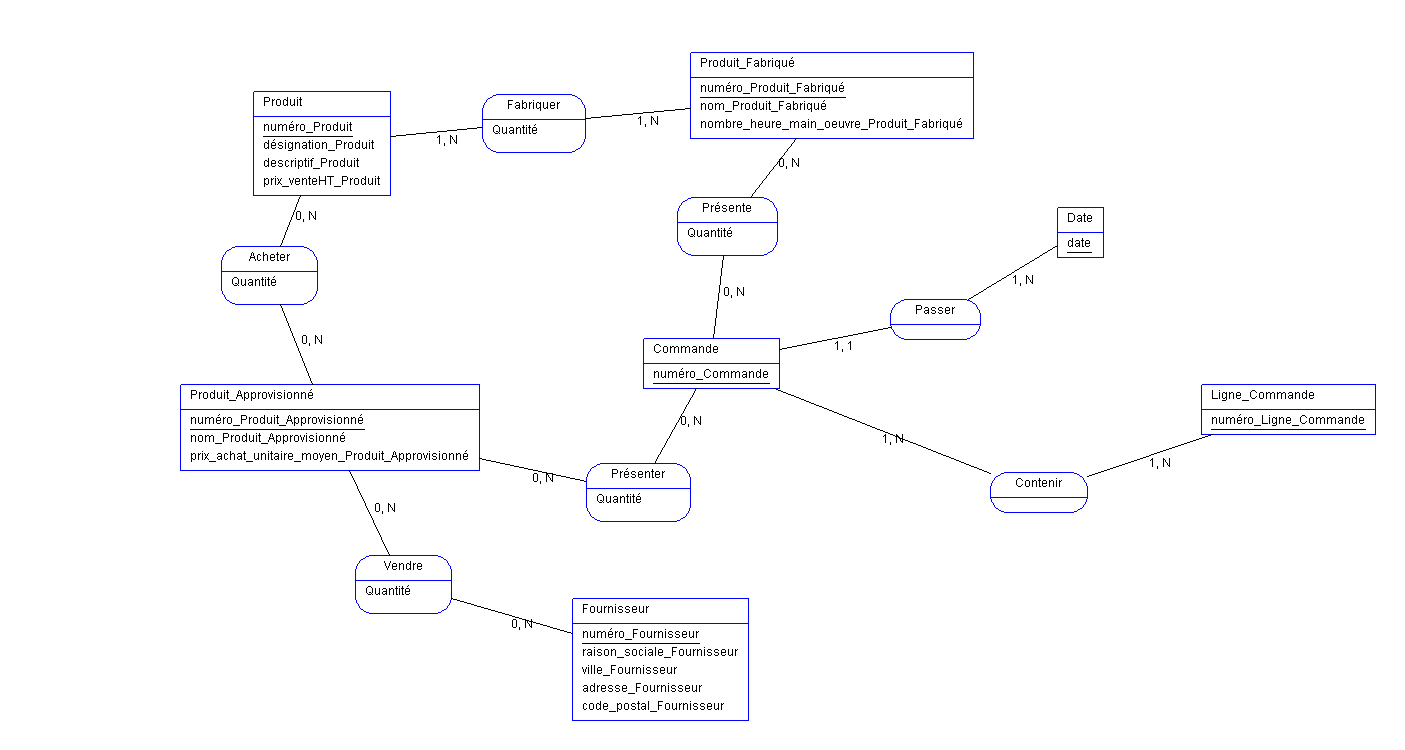 Produit_Fabriqué
numéro_Produit_Fabriqué
nom_Produit_Fabriqué
nombre_heure_main_oeuvre_Produit_Fabriqué
Produit
numéro_Produit
désignation_Produit
descriptif_Produit
prix_venteHT_Produit
Fabriquer
Quantité
1, N
1, N
0, N
0, N
Présente
Quantité
Date
date
Acheter
Quantité
0, N
1, N
Passer
0, N
1, 1
Commande
numéro_Commande
Produit_Approvisionné
numéro_Produit_Approvisionné
nom_Produit_Approvisionné
prix_achat_unitaire_moyen_Produit_Approvisionné
Ligne_Commande
numéro_Ligne_Commande
0, N
1, N
1, N
0, N
Présenter
Quantité
Contenir
0, N
Vendre
Quantité
0, N
Fournisseur
numéro_Fournisseur
raison_sociale_Fournisseur
ville_Fournisseur
adresse_Fournisseur
code_postal_Fournisseur